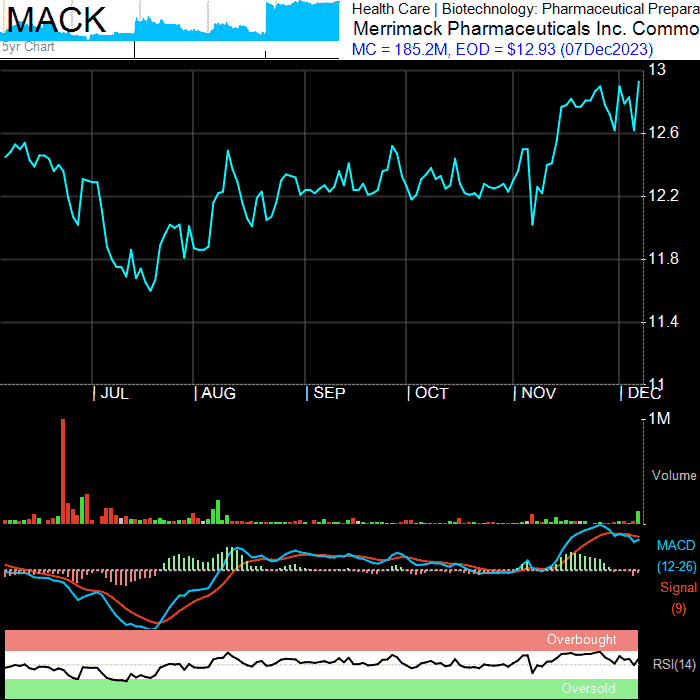 MACK
5yr Chart
Health Care | Biotechnology: Pharmaceutical Prepara
Merrimack Pharmaceuticals Inc. Commo
MC = 185.2M, EOD = $12.93 (07Dec2023)
13
12.6
12.2
11.8
11.4
11
| JUL | AUG | SEP | OCT | NOV | DEC
1M
Volume
MACD
(12-26)
Signal
(9)
Overbought
RSI(14)
Oversold